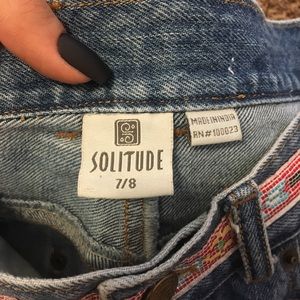 SOLITUDE
7/8
MADE IN INDIA
RN# 100023